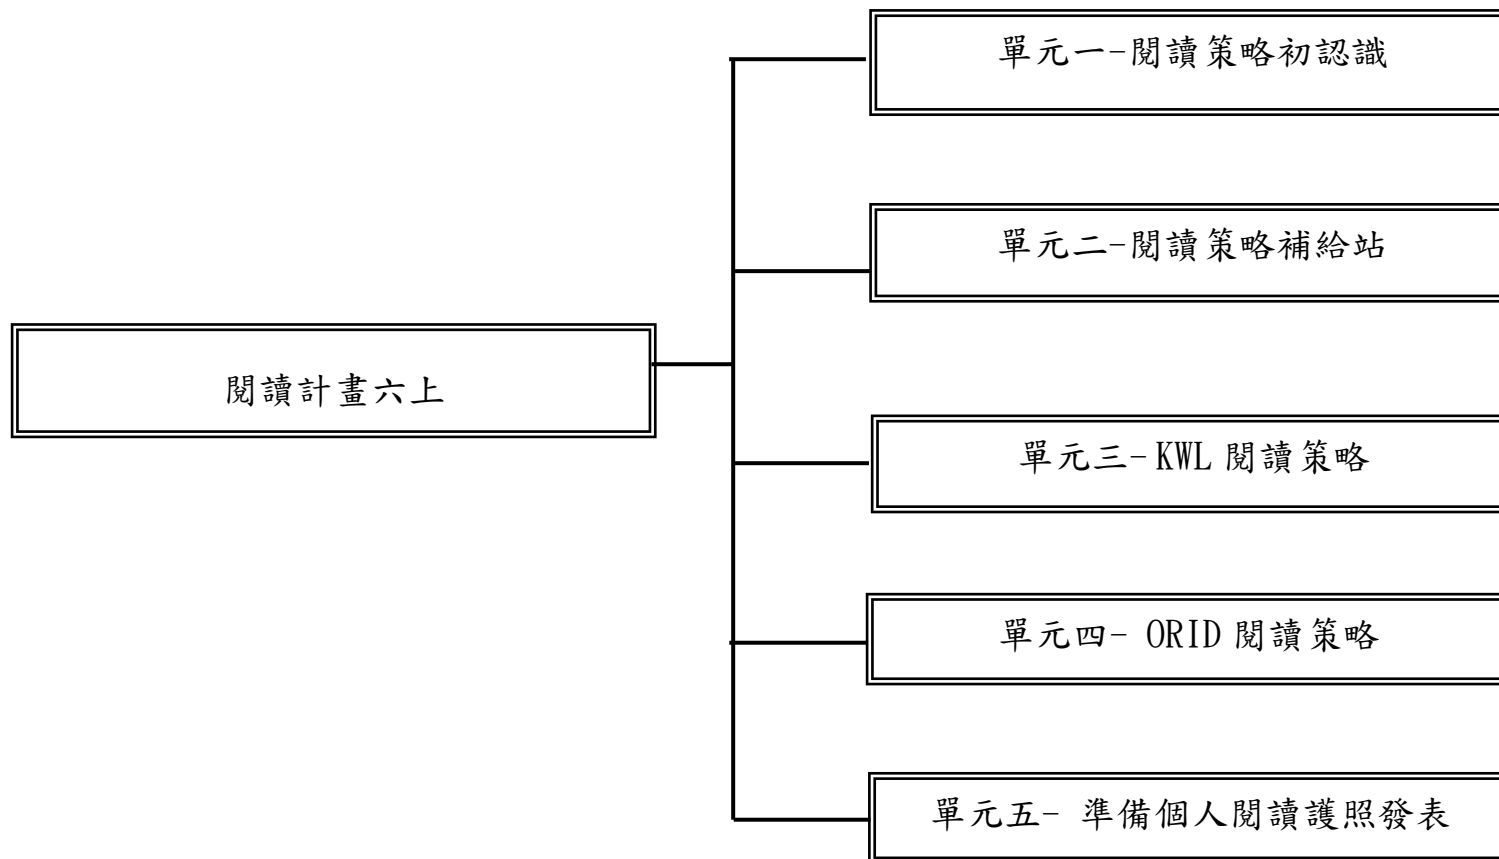 單元一-閱讀策略初認識
單元二-閱讀策略補給站
閱讀計畫六上
單元三-KWL 閱讀策略
單元四- ORID 閱讀策略
單元五- 準備個人閱讀護照發表